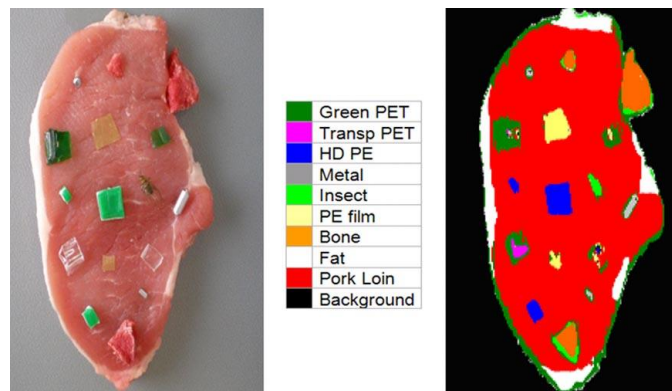 Green PET
Transp PET
HD PE
Metal
Insect
PE film
Bone
Fat
Pork Loin
Background